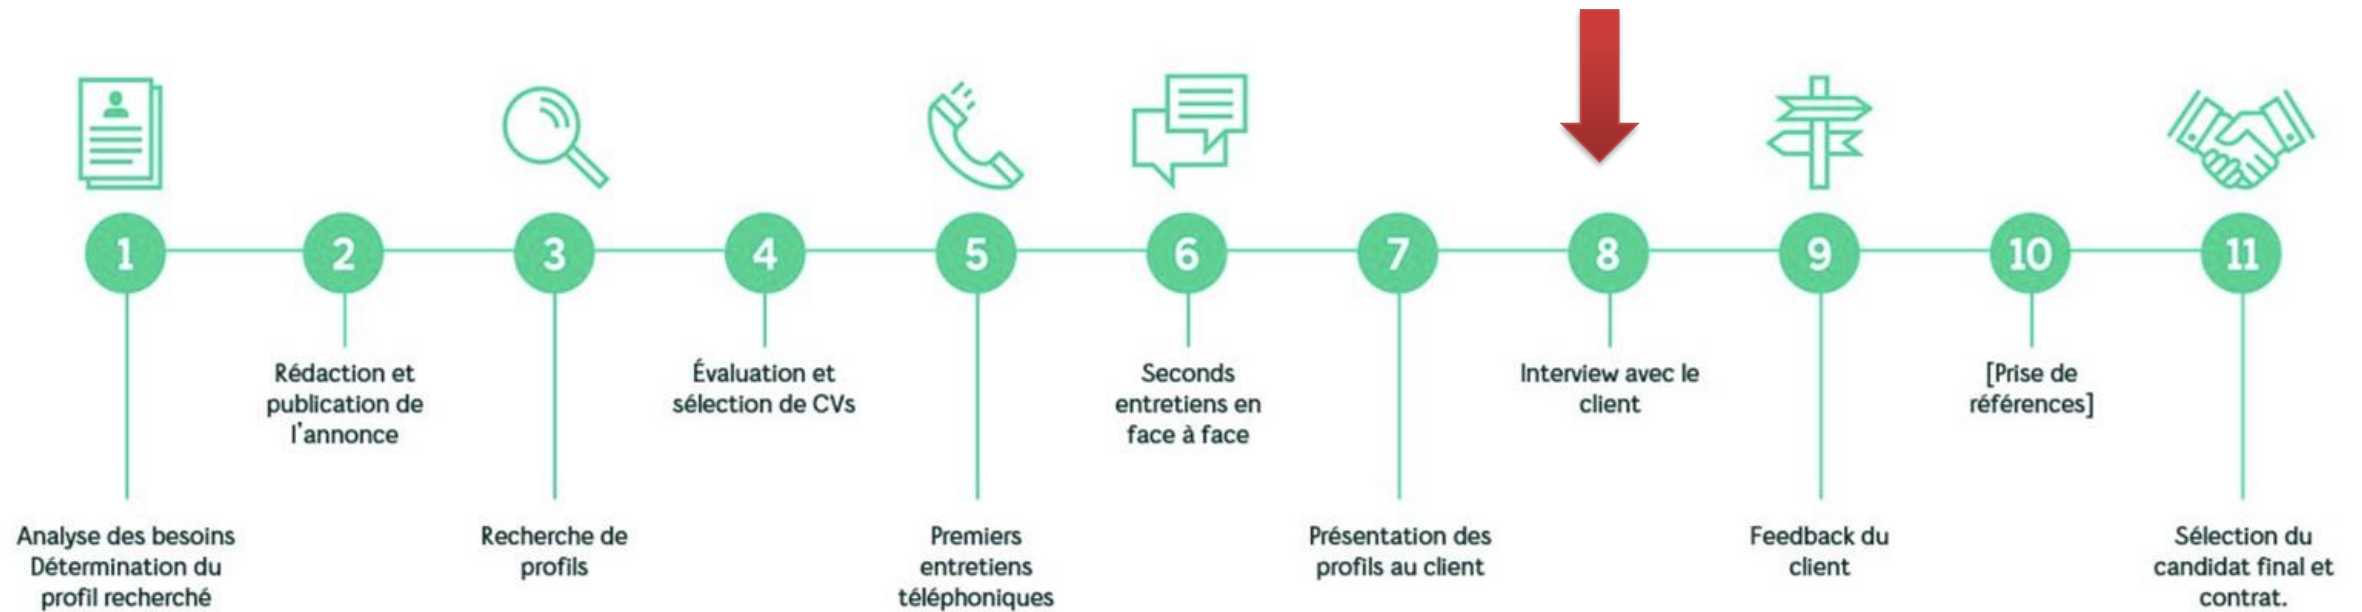 1
2
3
4
5
6
7
8
9
10
11
Rédaction et
publication de
l'annonce
Évaluation et
sélection de CVs
Seconds
entretiens en
face à face
Interview avec le
client
[Prise de
références]
Analyse des besoins
Détermination du
profil recherché
Recherche de
profils
Premiers
entretiens
téléphoniques
Présentation des
profils au client
Feedback du
client
Sélection du
candidat final et
contrat.